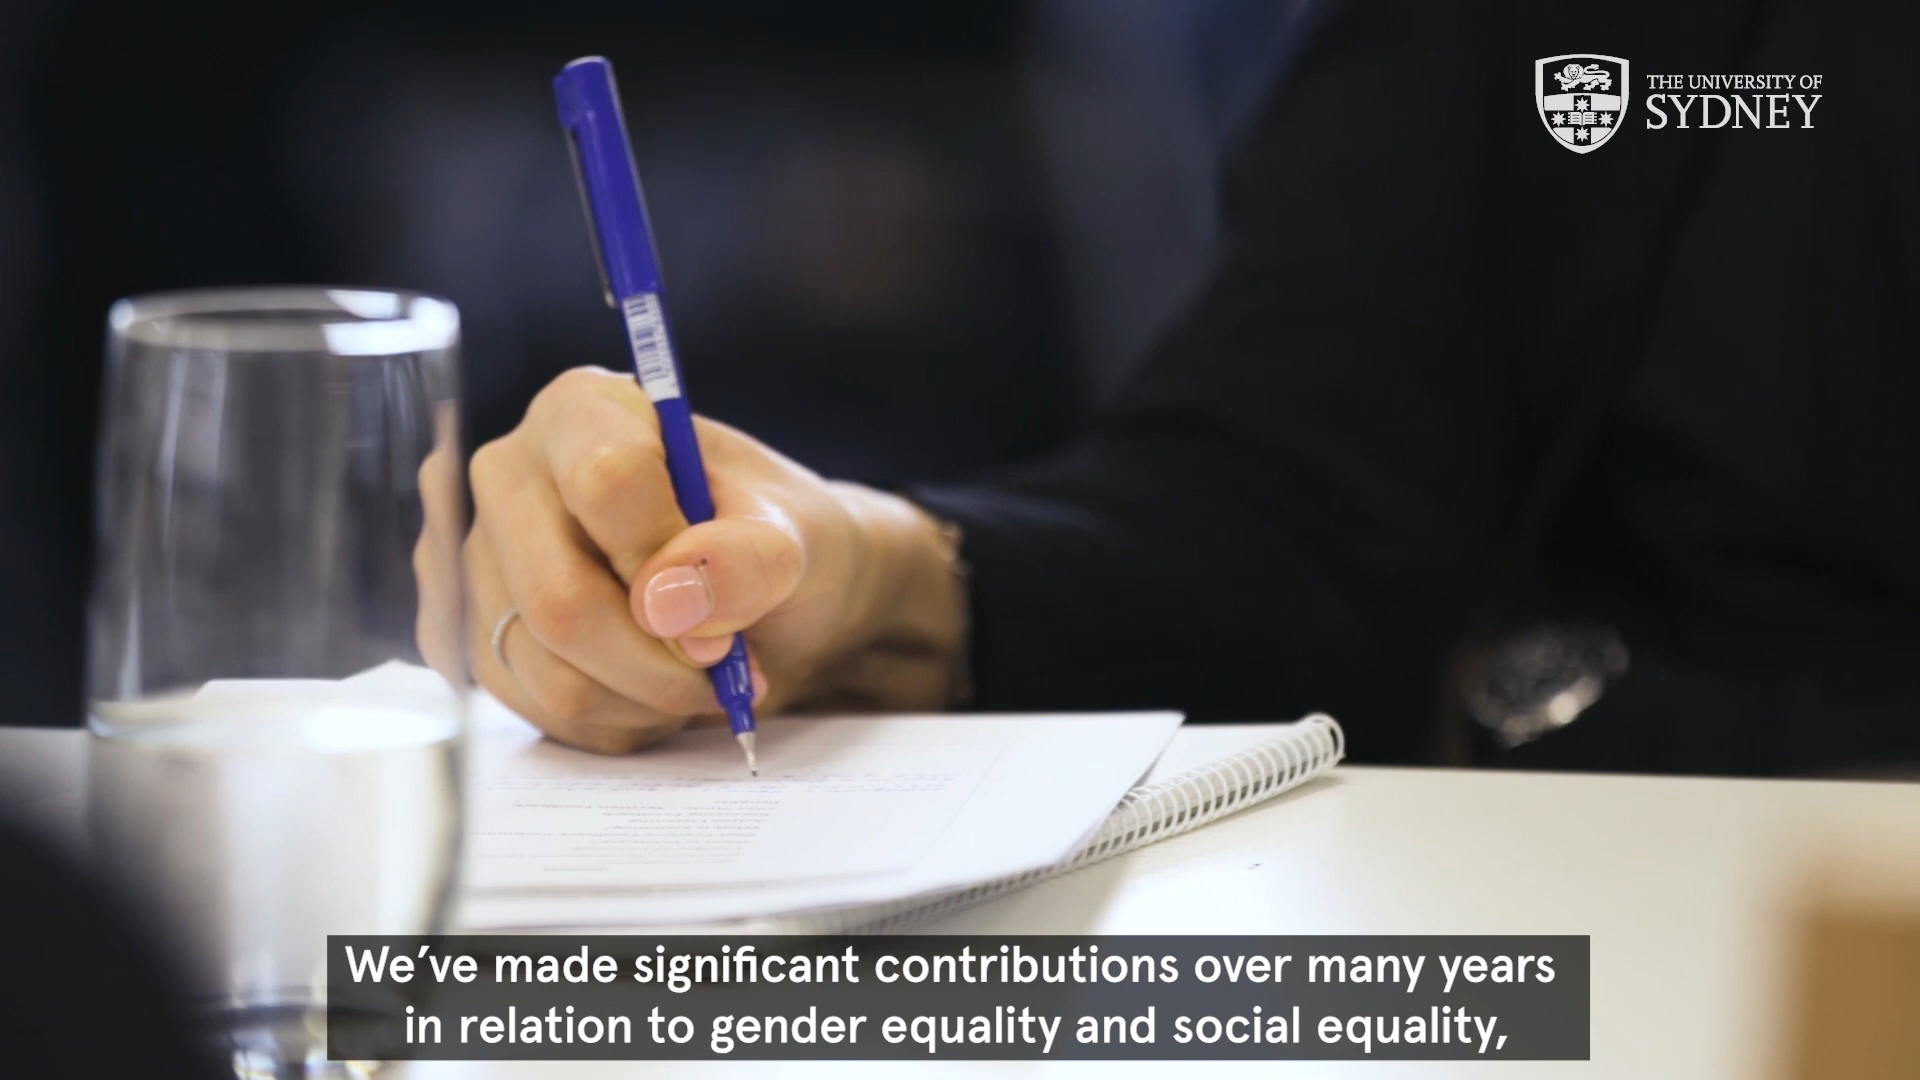 THE UNIVERSITY OF
SYDNEY
We've made significant contributions over many years
in relation to gender equality and social equality,